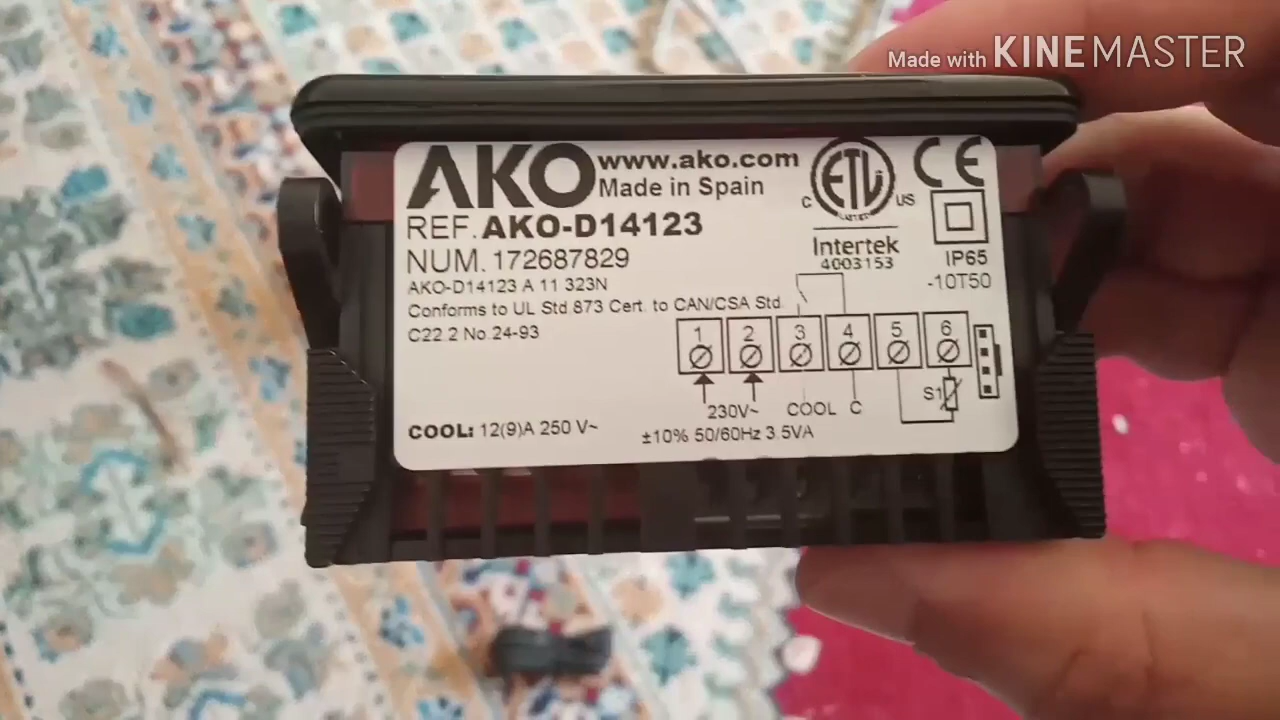 Made with KINEMASTER
AKO www.ako.com
Made in Spain
REF. AKO-D14123
NUM. 172687829
AKO-D14123 A 11 323N
Conforms to UL Std.873 Cert. to CAN/CSA Std.
C22.2 No.24-93
C ETL US
LISTED
Intertek
4003153
CE
IP65
-10T50
1 2 3 4 5 6
230V~ COOL C S1
COOL: 12(9)A 250 V~ ±10% 50/60Hz 3.5VA